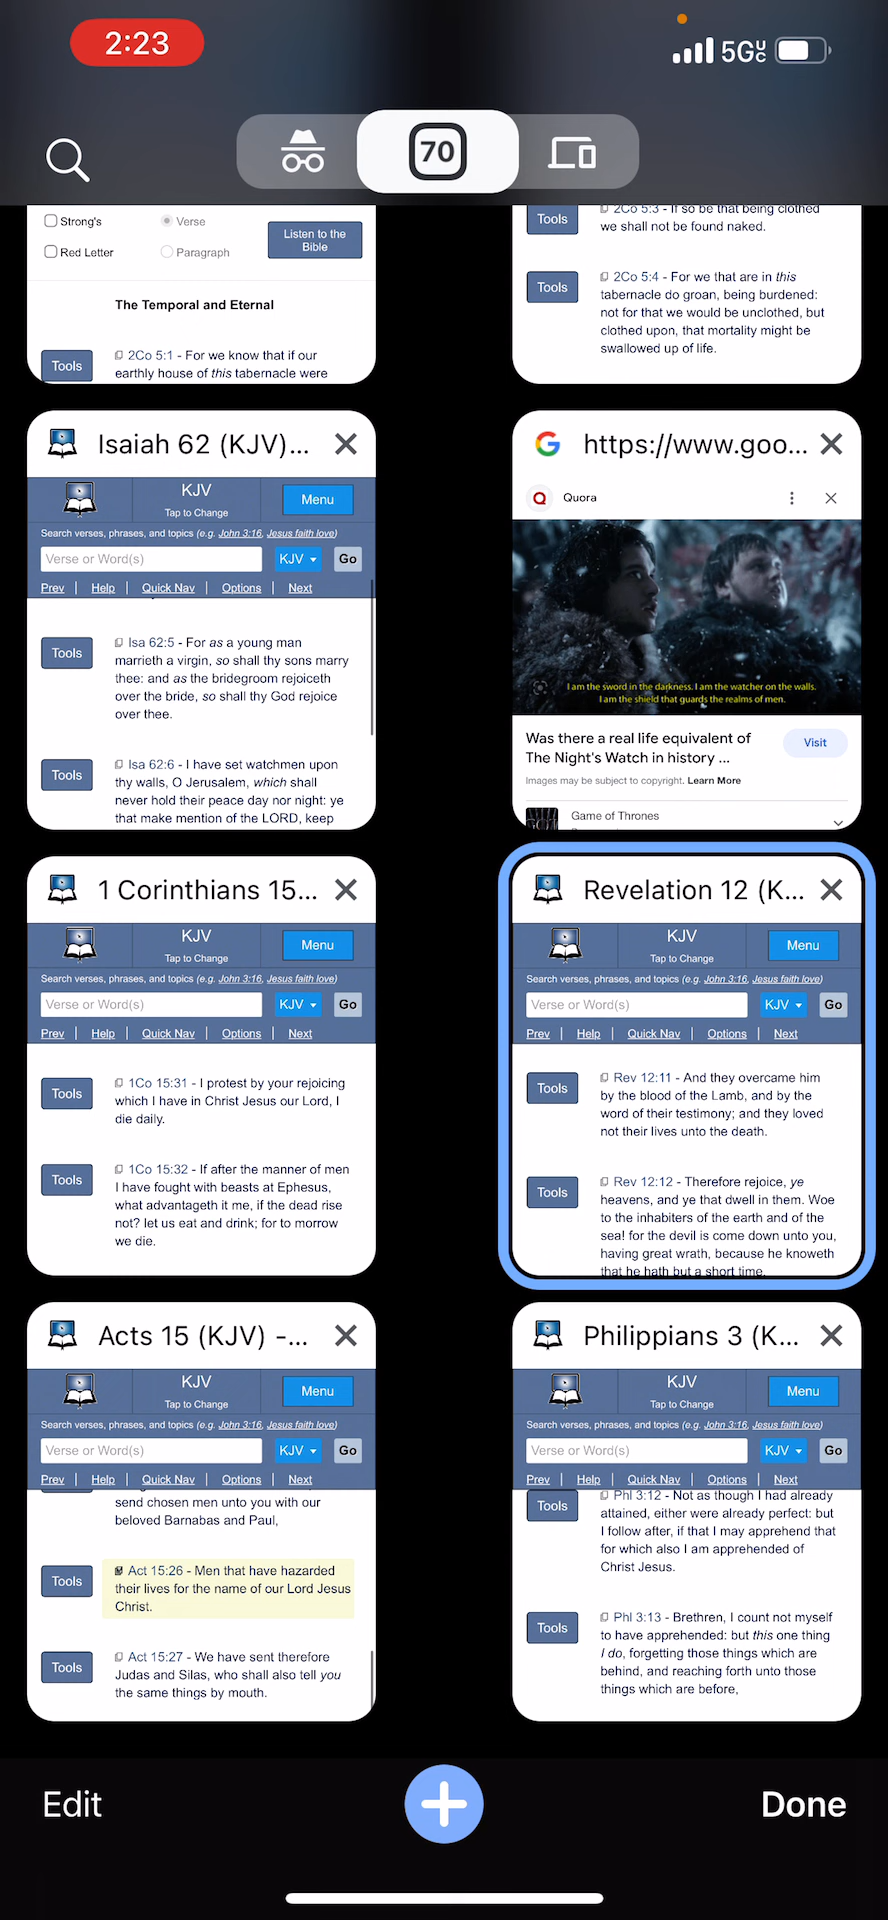 2:23
5G UC
70
Strong's
Verse
Red Letter
Paragraph
Listen to the
Bible
The Temporal and Eternal
Tools
2Co 5:1 - For we know that if our
earthly house of this tabernacle were
Tools
2Co 5:3 - If so be that being clothed
we shall not be found naked.
Tools
2Co 5:4 - For we that are in this
tabernacle do groan, being burdened:
not for that we would be unclothed, but
clothed upon, that mortality might be
swallowed up of life.
Isaiah 62 (KJV)...
KJV
Tap to Change
Menu
Search verses, phrases, and topics (e.g. John 3:16, Jesus faith love)
Verse or Word(s)
KJV
Go
Prev | Help | Quick Nav | Options | Next
Tools
Isa 62:5 - For as a young man
marrieth a virgin, so shall thy sons marry
thee: and as the bridegroom rejoiceth
over the bride, so shall thy God rejoice
over thee.
Tools
Isa 62:6 - I have set watchmen upon
thy walls, O Jerusalem, which shall
never hold their peace day nor night: ye
that make mention of the LORD, keep
https://www.goo...
Quora
I am the sword in the darkness. I am the watcher on the walls.
I am the shield that guards the realms of men.
Was there a real life equivalent of
The Night's Watch in history ...
Visit
Images may be subject to copyright. Learn More
Game of Thrones
1 Corinthians 15...
KJV
Tap to Change
Menu
Search verses, phrases, and topics (e.g. John 3:16, Jesus faith love)
Verse or Word(s)
KJV
Go
Prev | Help | Quick Nav | Options | Next
Tools
1Co 15:31 - I protest by your rejoicing
which I have in Christ Jesus our Lord, I
die daily.
Tools
1Co 15:32 - If after the manner of men
I have fought with beasts at Ephesus,
what advantageth it me, if the dead rise
not? let us eat and drink; for to morrow
we die.
Revelation 12 (K...
KJV
Tap to Change
Menu
Search verses, phrases, and topics (e.g. John 3:16, Jesus faith love)
Verse or Word(s)
KJV
Go
Prev | Help | Quick Nav | Options | Next
Tools
Rev 12:11 - And they overcame him
by the blood of the Lamb, and by the
word of their testimony; and they loved
not their lives unto the death.
Tools
Rev 12:12 - Therefore rejoice, ye
heavens, and ye that dwell in them. Woe
to the inhabiters of the earth and of the
sea! for the devil is come down unto you,
having great wrath, because he knoweth
that he hath but a short time.
Acts 15 (KJV) -...
KJV
Tap to Change
Menu
Search verses, phrases, and topics (e.g. John 3:16, Jesus faith love)
Verse or Word(s)
KJV
Go
Prev | Help | Quick Nav | Options | Next
send chosen men unto you with our
beloved Barnabas and Paul,
Tools
Act 15:26 - Men that have hazarded
their lives for the name of our Lord Jesus
Christ.
Tools
Act 15:27 - We have sent therefore
Judas and Silas, who shall also tell you
the same things by mouth.
Philippians 3 (K...
KJV
Tap to Change
Menu
Search verses, phrases, and topics (e.g. John 3:16, Jesus faith love)
Verse or Word(s)
KJV
Go
Prev | Help | Quick Nav | Options | Next
Tools
Phl 3:12 - Not as though I had already
attained, either were already perfect: but
I follow after, if that I may apprehend that
for which also I am apprehended of
Christ Jesus.
Tools
Phl 3:13 - Brethren, I count not myself
to have apprehended: but this one thing
I do, forgetting those things which are
behind, and reaching forth unto those
things which are before,
Edit
Done